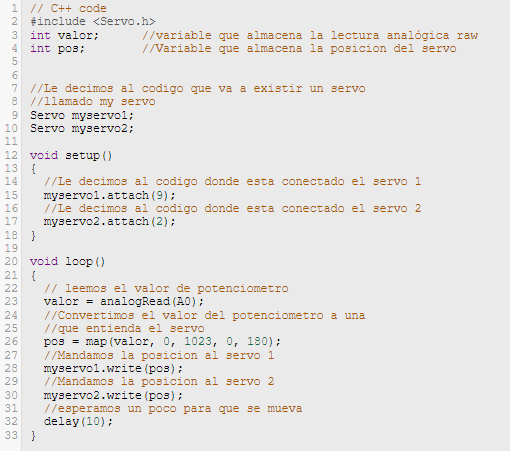 1 // C++ code
2 #include <Servo.h>
3 int valor;      //variable que almacena la lectura analógica raw
4 int pos;        //Variable que almacena la posicion del servo
5
6
7 //Le decimos al codigo que va a existir un servo
8 //llamado my servo
9 Servo myservo1;
10 Servo myservo2;
11
12 void setup()
13 {
14   //Le decimos al codigo donde esta conectado el servo 1
15   myservo1.attach(9);
16   //Le decimos al codigo donde esta conectado el servo 2
17   myservo2.attach(2);
18 }
19
20 void loop()
21 {
22   // leemos el valor de potenciometro
23   valor = analogRead(A0);
24   //Convertimos el valor del potenciometro a una
25   //que entienda el servo
26   pos = map(valor, 0, 1023, 0, 180);
27   //Mandamos la posicion al servo 1
28   myservo1.write(pos);
29   //Mandamos la posicion al servo 2
30   myservo2.write(pos);
31   //esperamos un poco para que se mueva
32   delay(10);
33 }